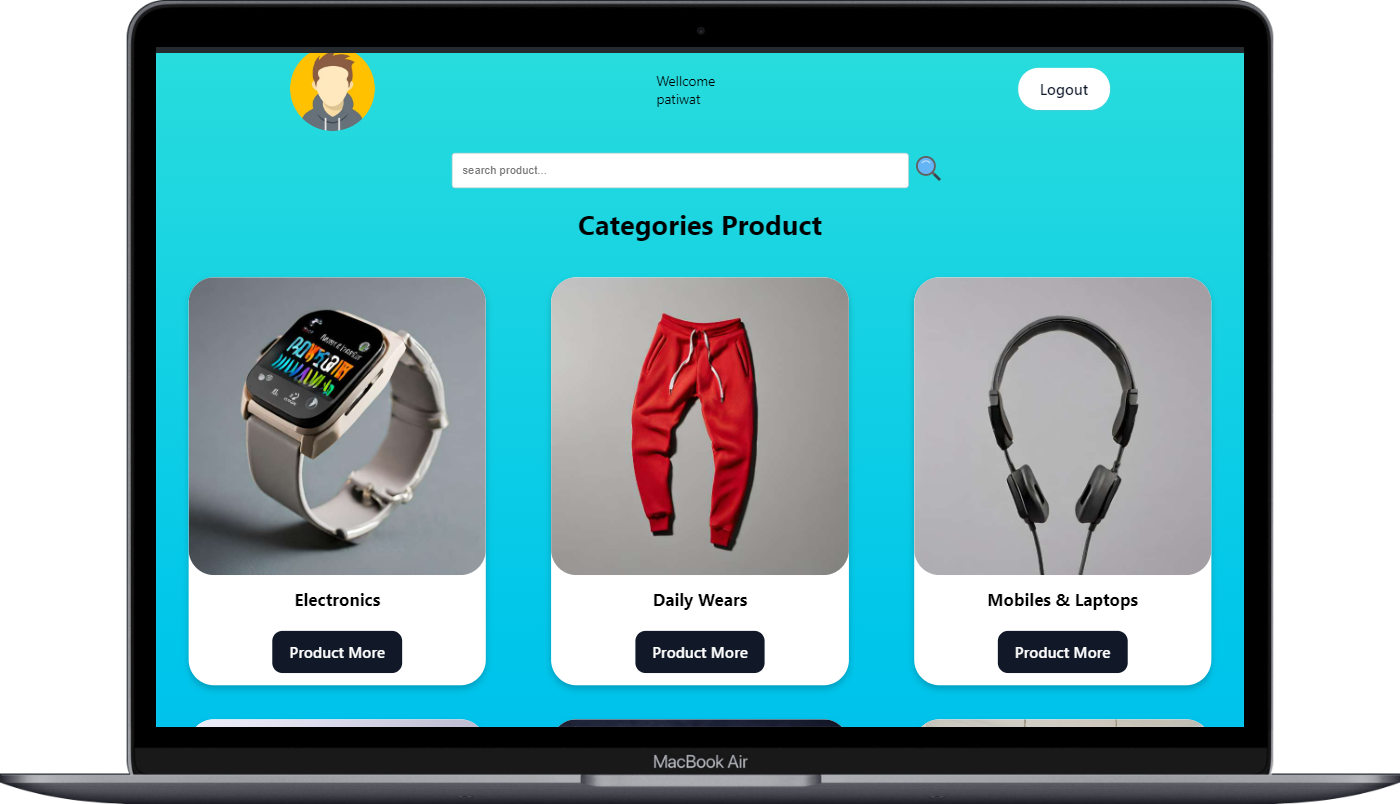 Wellcome
patiwat
Logout
search product...
Categories Product
Electronics
Daily Wears
Mobiles & Laptops
Product More
Product More
Product More
MacBook Air